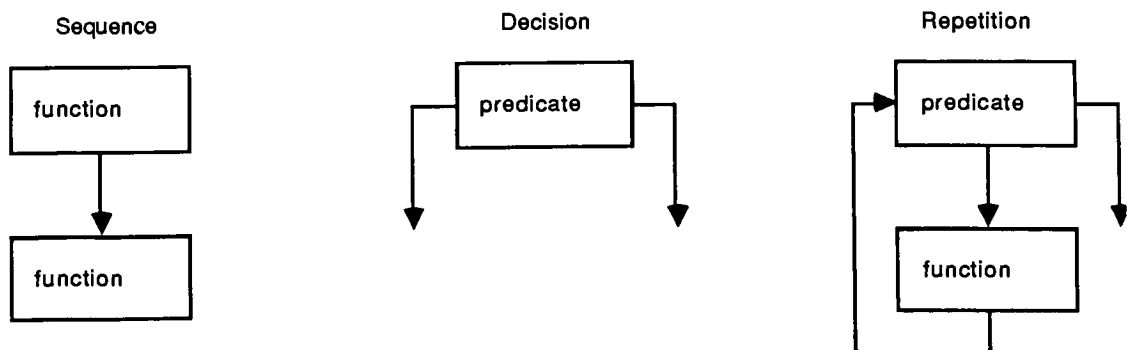 Sequence
Decision
Repetition
function
predicate
predicate
function
function